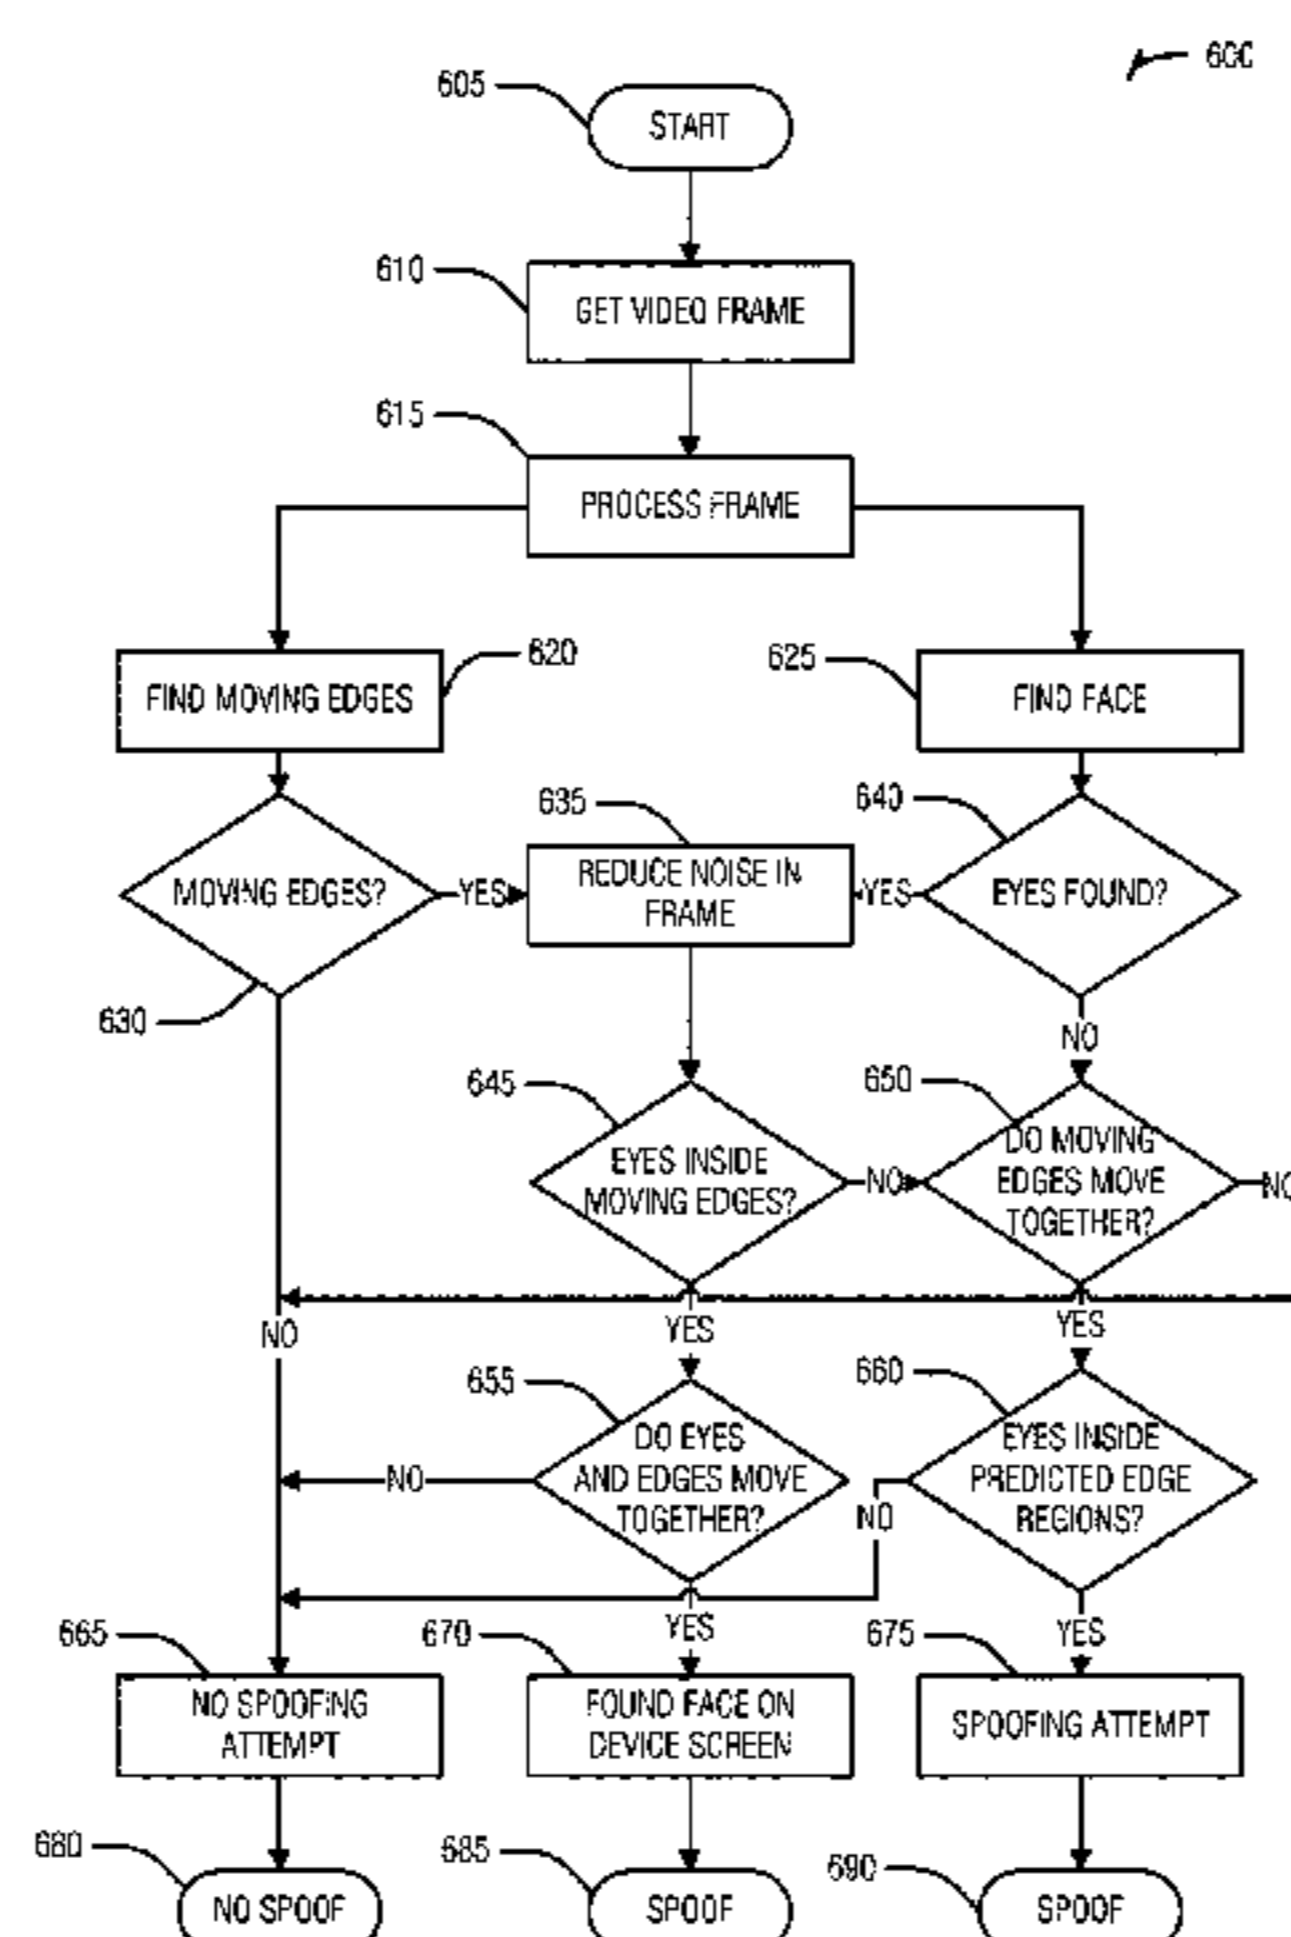 600
605
START
610
GET VIDEO FRAME
615
PROCESS FRAME
620
625
FIND MOVING EDGES
FIND FACE
635
640
MOVING EDGES?
YES
REDUCE NOISE IN
FRAME
YES
EYES FOUND?
630
NO
645
650
EYES INSIDE
MOVING EDGES?
NO
DO MOVING
EDGES MOVE
TOGETHER?
NO
NO
YES
YES
655
660
DO EYES
AND EDGES MOVE
TOGETHER?
NO
EYES INSIDE
PREDICTED EDGE
REGIONS?
NO
YES
YES
665
670
675
NO SPOOFING
ATTEMPT
FOUND FACE ON
DEVICE SCREEN
SPOOFING ATTEMPT
680
685
690
NO SPOOF
SPOOF
SPOOF